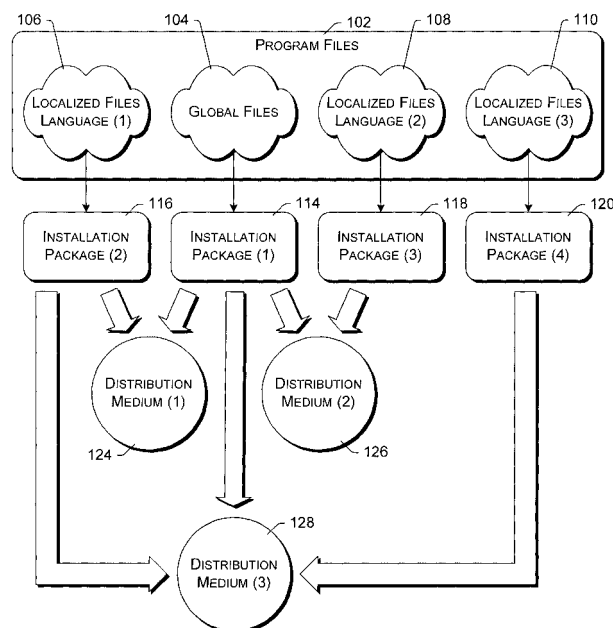 106
104
102
108
110
PROGRAM FILES
LOCALIZED FILES
LANGUAGE (1)
GLOBAL FILES
LOCALIZED FILES
LANGUAGE (2)
LOCALIZED FILES
LANGUAGE (3)
116
114
118
120
INSTALLATION
PACKAGE (2)
INSTALLATION
PACKAGE (1)
INSTALLATION
PACKAGE (3)
INSTALLATION
PACKAGE (4)
DISTRIBUTION
MEDIUM (1)
DISTRIBUTION
MEDIUM (2)
124
126
128
DISTRIBUTION
MEDIUM (3)